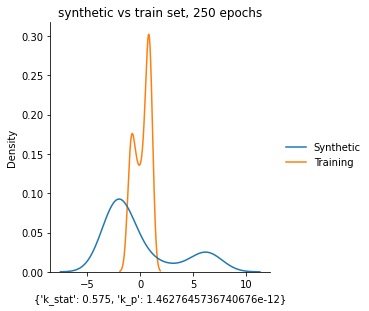 synthetic vs train set, 250 epochs
0.30
0.25
0.20
0.15
0.10
0.05
0.00
Density
−5
0
5
10
{'k_stat': 0.575, 'k_p': 1.4627645736740676e-12}
Synthetic
Training